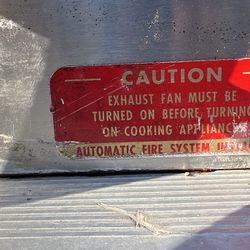 CAUTION
EXHAUST FAN MUST BE
TURNED ON BEFORE TURNING
ON COOKING APPLIANCES
AUTOMATIC FIRE SYSTEM